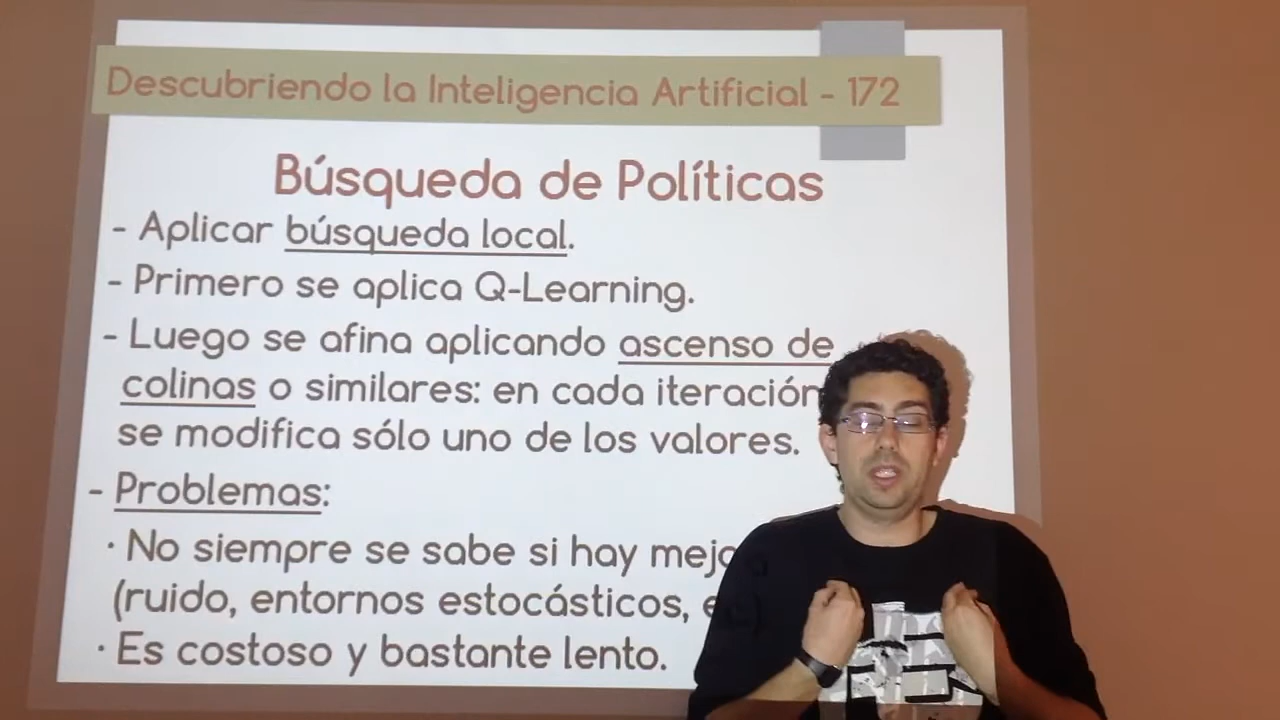 Descubriendo la Inteligencia Artificial - 172
Búsqueda de Políticas
- Aplicar búsqueda local.
- Primero se aplica Q-Learning.
- Luego se afina aplicando ascenso de
colinas o similares: en cada iteración
se modifica sólo uno de los valores.
- Problemas:
· No siempre se sabe si hay
(ruido, entornos estocásticos,
· Es costoso y bastante lento.